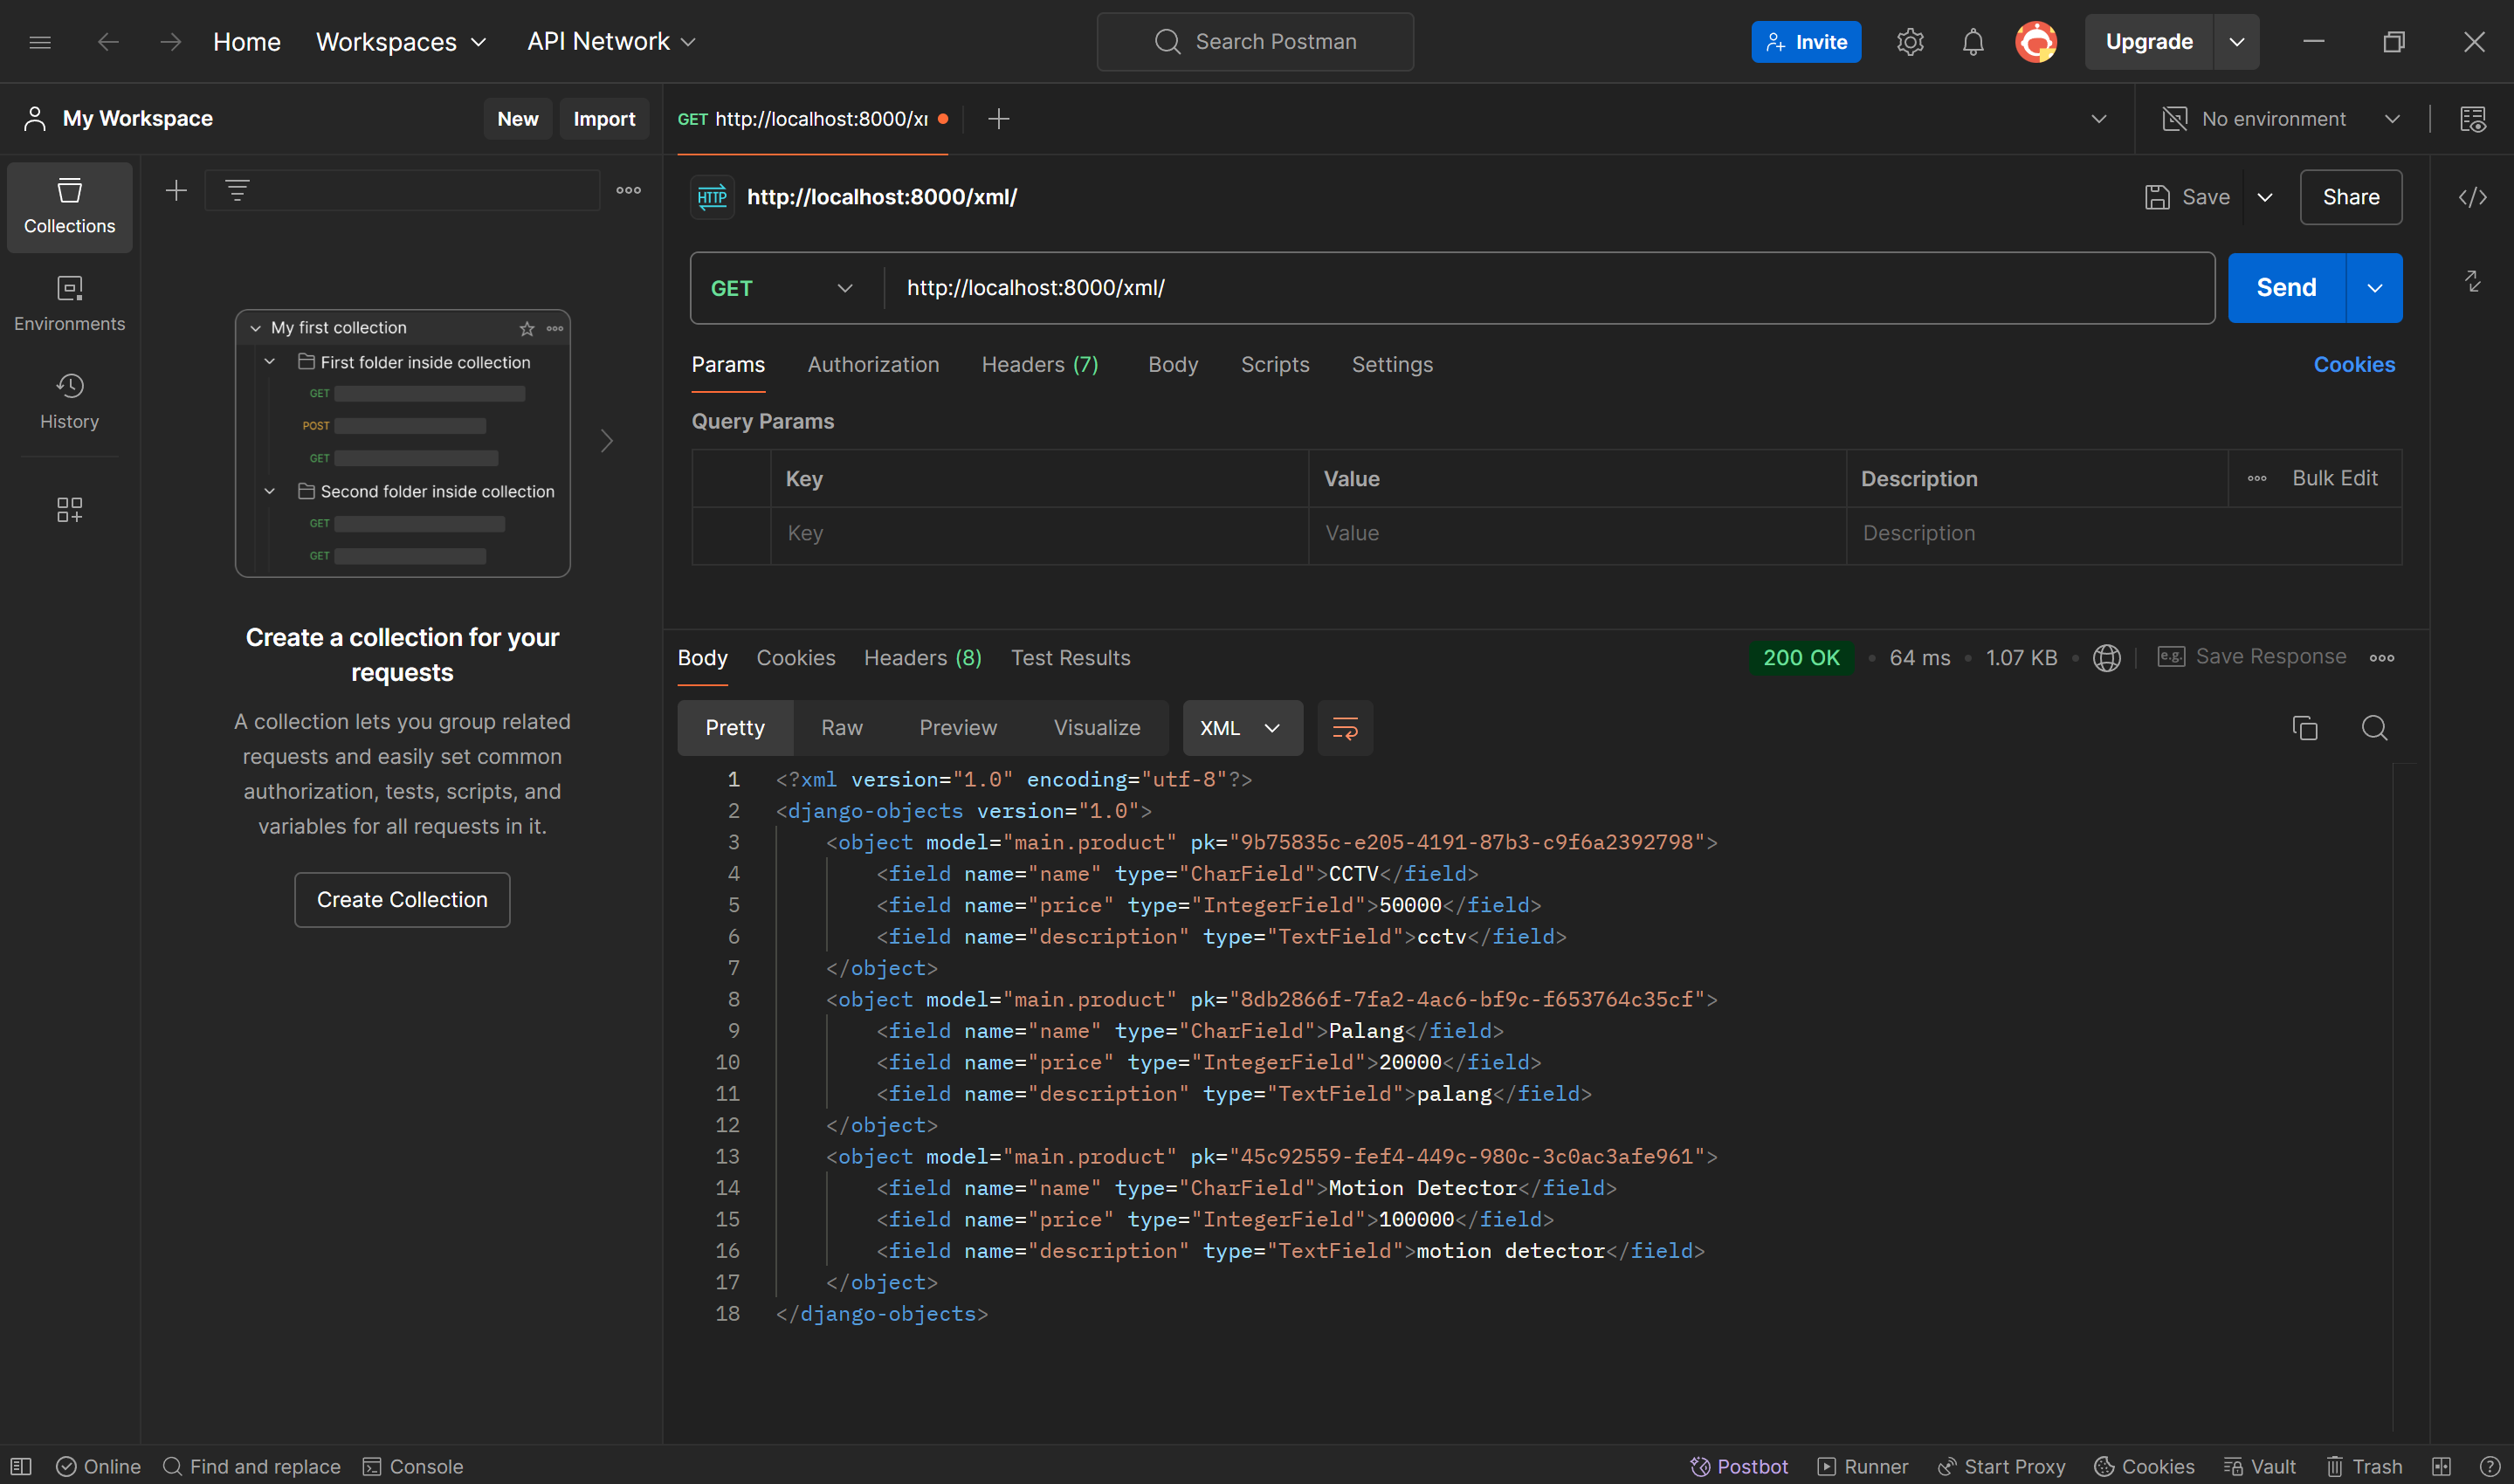 Home Workspaces API Network Search Postman Invite Upgrade
My Workspace New Import GET http://localhost:8000/x No environment
Collections
Environments
History
My first collection
First folder inside collection
GET
POST
GET
Second folder inside collection
GET
GET
Create a collection for your
requests
A collection lets you group related
requests and easily set common
authorization, tests, scripts, and
variables for all requests in it.
Create Collection
HTTP http://localhost:8000/xml/ Save Share
GET http://localhost:8000/xml/ Send
Params Authorization Headers (7) Body Scripts Settings Cookies
Query Params
Key Value Description Bulk Edit
Key Value Description
Body Cookies Headers (8) Test Results 200 OK 64 ms 1.07 KB e.g. Save Response
Pretty Raw Preview Visualize XML
1 <?xml version="1.0" encoding="utf-8"?>
2 <django-objects version="1.0">
3 <object model="main.product" pk="9b75835c-e205-4191-87b3-c9f6a2392798">
4 <field name="name" type="CharField">CCTV</field>
5 <field name="price" type="IntegerField">50000</field>
6 <field name="description" type="TextField">cctv</field>
7 </object>
8 <object model="main.product" pk="8db2866f-7fa2-4ac6-bf9c-f653764c35cf">
9 <field name="name" type="CharField">Palang</field>
10 <field name="price" type="IntegerField">20000</field>
11 <field name="description" type="TextField">palang</field>
12 </object>
13 <object model="main.product" pk="45c92559-fef4-449c-980c-3c0ac3afe961">
14 <field name="name" type="CharField">Motion Detector</field>
15 <field name="price" type="IntegerField">100000</field>
16 <field name="description" type="TextField">motion detector</field>
17 </object>
18 </django-objects>
Online Find and replace Console Postbot Runner Start Proxy Cookies Vault Trash